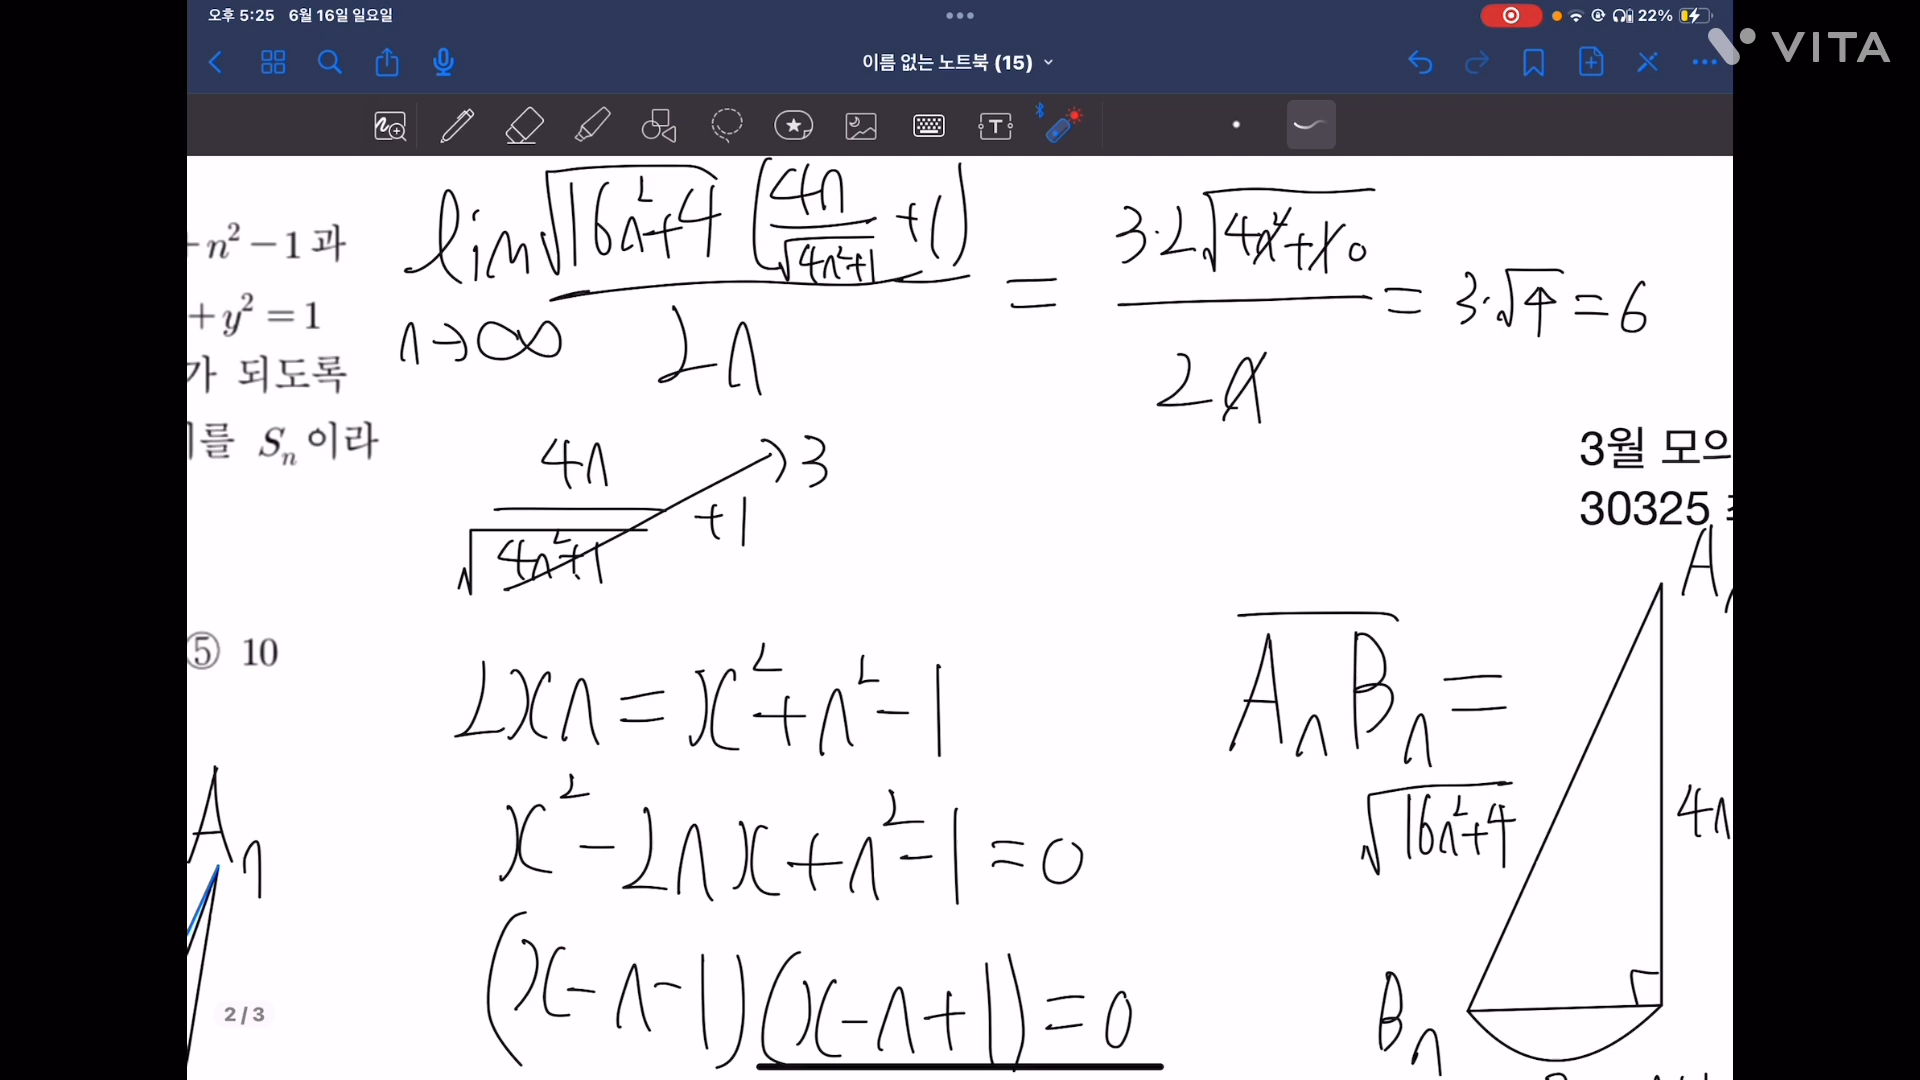 오후 5:25 6월 16일 일요일
22%
VITA
이름 없는 노트북 (15)
n² − 1 과
+ y² = 1
가 되도록
를 Sₙ 이라
⑤ 10
lim n→∞ √(16n²+4) (4n/√(4n²+1) + 1) / 2n = 3·2√(4n²+1) 0 / 2n = 3·√4 = 6
4n/√(4n²+1) + 1 → 3
2xn = x² + n² − 1
x² − 2nx + n² − 1 = 0
(x − n − 1)(x − n + 1) = 0
3월 모의
30325
Aₙ
AₙBₙ =
√(16n²+4)
4n
Bₙ
Aₙ
2 / 3